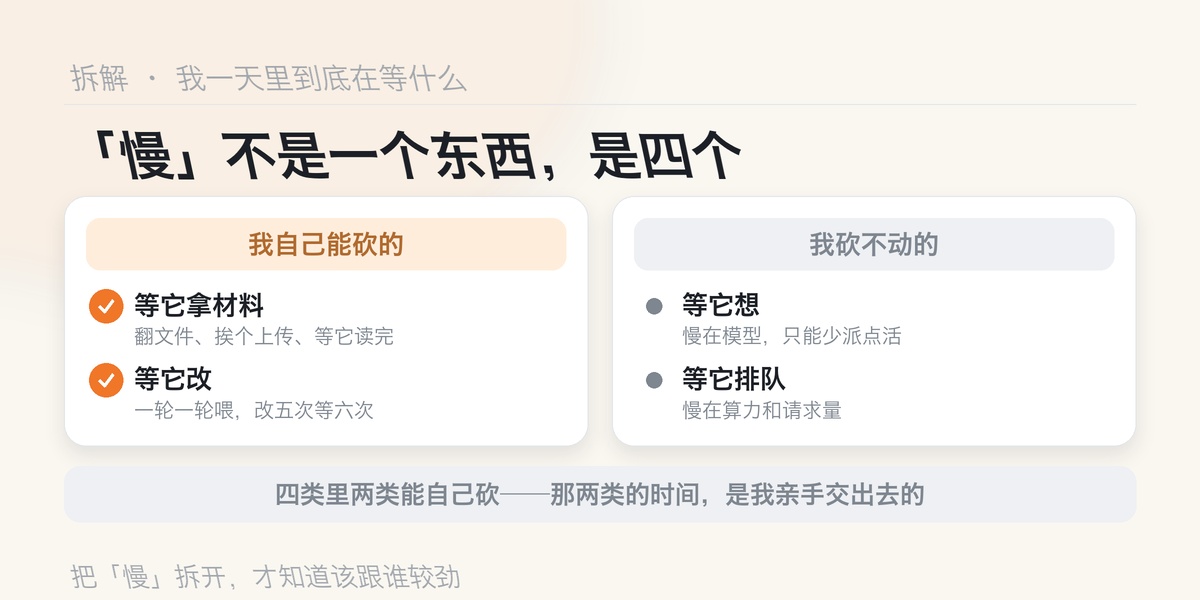 拆解 · 我一天里到底在等什么
「慢」不是一个东西，是四个
我自己能砍的
等它拿材料
翻文件、挨个上传、等它读完
等它改
一轮一轮喂，改五次等六次
我砍不动的
等它想
慢在模型，只能少派点活
等它排队
慢在算力和请求量
四类里两类能自己砍——那两类的时间，是我亲手交出去的
把「慢」拆开，才知道该跟谁较劲